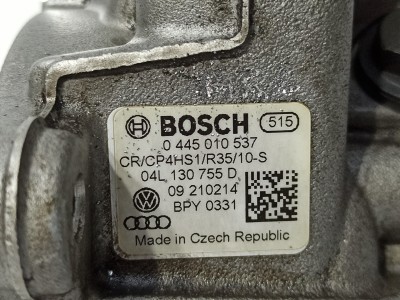 BOSCH 515
0 445 010 537
CR/CP4HS1/R35/10-S
04L 130 755 D
09 210214
BPY 0331
Made in Czech Republic